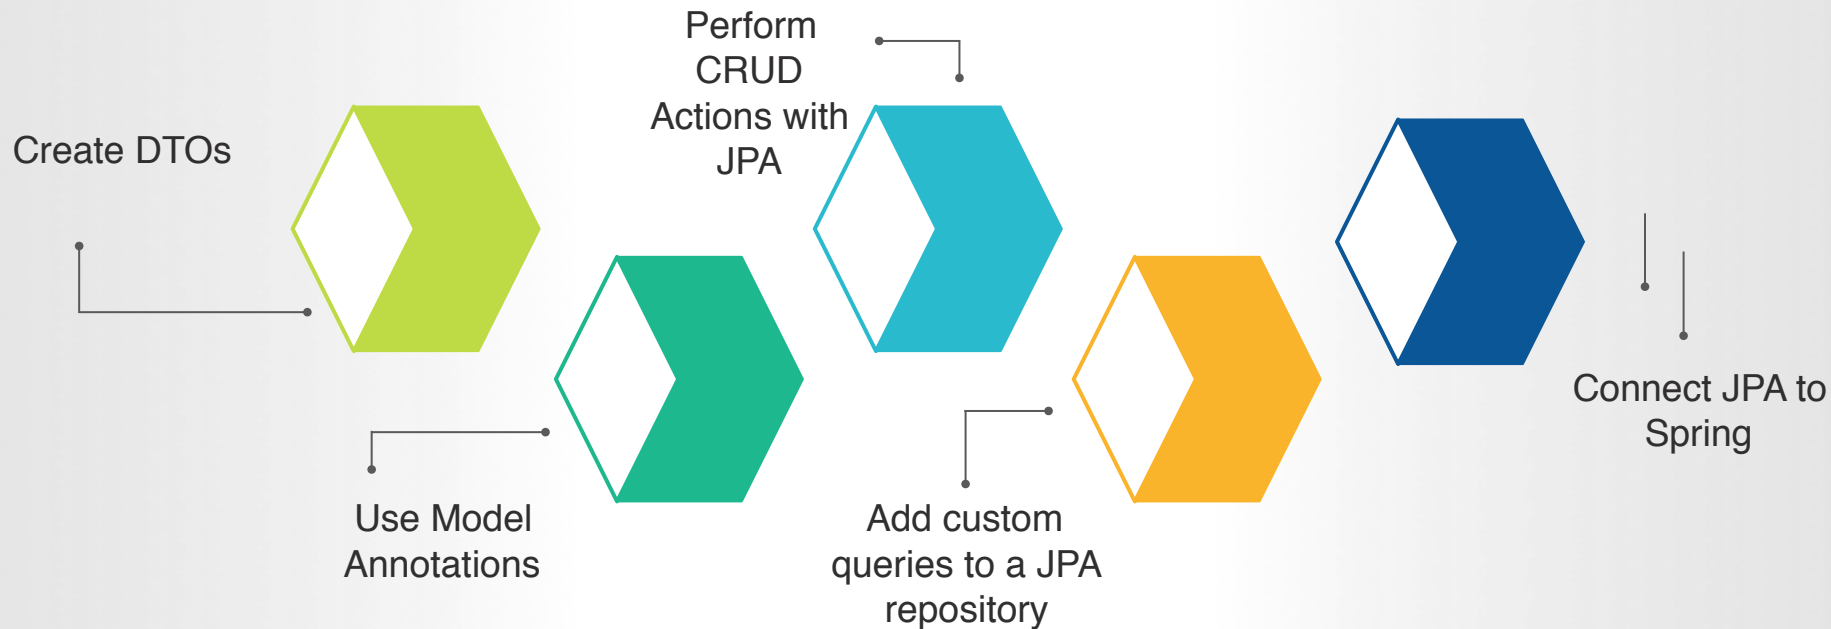 Create DTOs
Use Model
Annotations
Perform
CRUD
Actions with
JPA
Add custom
queries to a JPA
repository
Connect JPA to
Spring